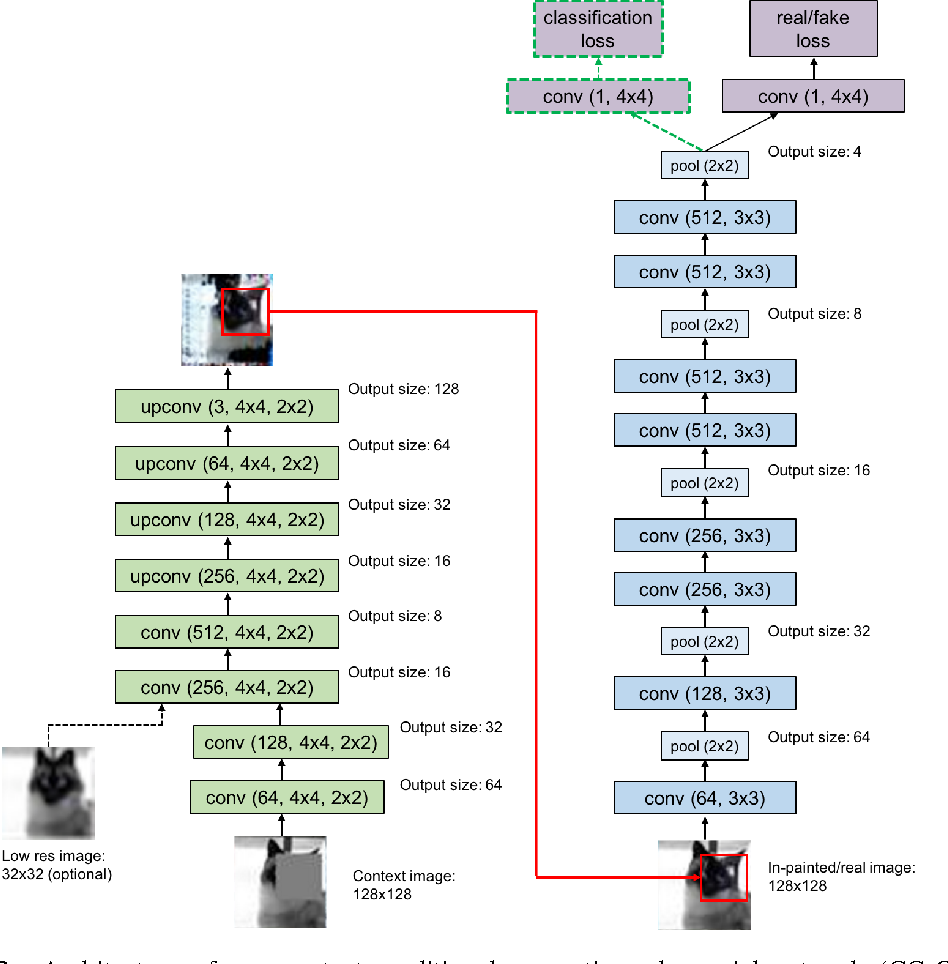 classification
loss
real/fake
loss
conv (1, 4x4)
conv (1, 4x4)
pool (2x2)
Output size: 4
conv (512, 3x3)
conv (512, 3x3)
pool (2x2)
Output size: 8
conv (512, 3x3)
conv (512, 3x3)
pool (2x2)
Output size: 16
conv (256, 3x3)
conv (256, 3x3)
pool (2x2)
Output size: 32
conv (128, 3x3)
pool (2x2)
Output size: 64
conv (64, 3x3)
In-painted/real image:
128x128
upconv (3, 4x4, 2x2)
Output size: 128
upconv (64, 4x4, 2x2)
Output size: 64
upconv (128, 4x4, 2x2)
Output size: 32
upconv (256, 4x4, 2x2)
Output size: 16
conv (512, 4x4, 2x2)
Output size: 8
conv (256, 4x4, 2x2)
Output size: 16
conv (128, 4x4, 2x2)
Output size: 32
conv (64, 4x4, 2x2)
Output size: 64
Low res image:
32x32 (optional)
Context image:
128x128